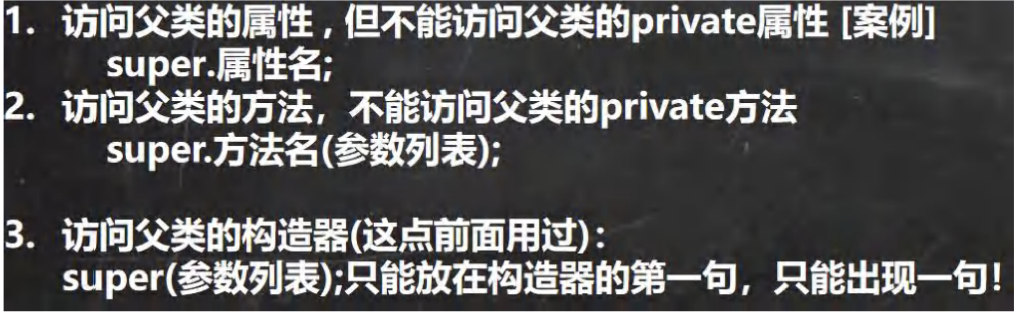 1. 访问父类的属性 , 但不能访问父类的private属性 [案例]
super.属性名;
2. 访问父类的方法，不能访问父类的private方法
super.方法名(参数列表);
3. 访问父类的构造器(这点前面用过)：
super(参数列表);只能放在构造器的第一句，只能出现一句！